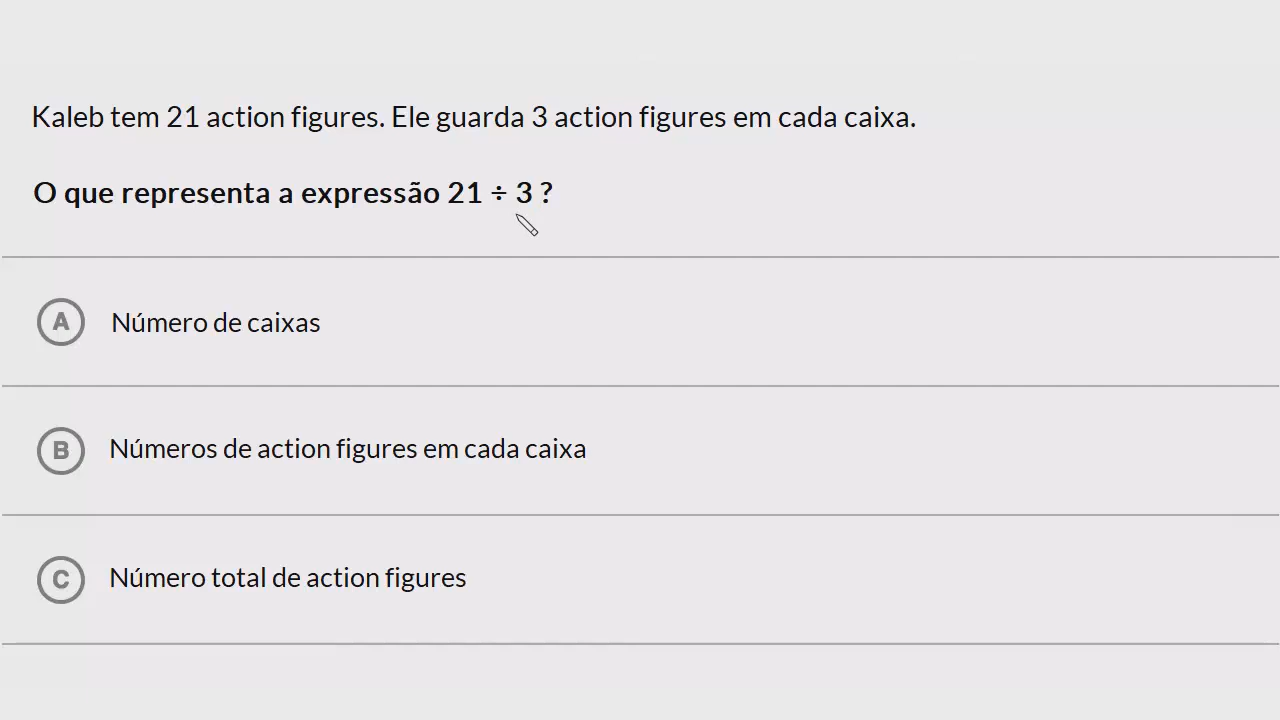 Kaleb tem 21 action figures. Ele guarda 3 action figures em cada caixa.
O que representa a expressão 21 ÷ 3 ?
A Número de caixas
B Números de action figures em cada caixa
C Número total de action figures